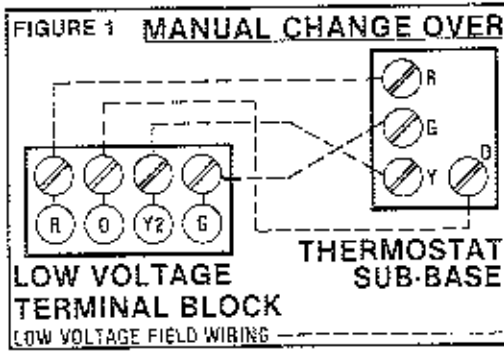 FIGURE 1 MANUAL CHANGE OVER
R
G
Y O
R O Y2 G
THERMOSTAT
SUB-BASE
LOW VOLTAGE
TERMINAL BLOCK
LOW VOLTAGE FIELD WIRING